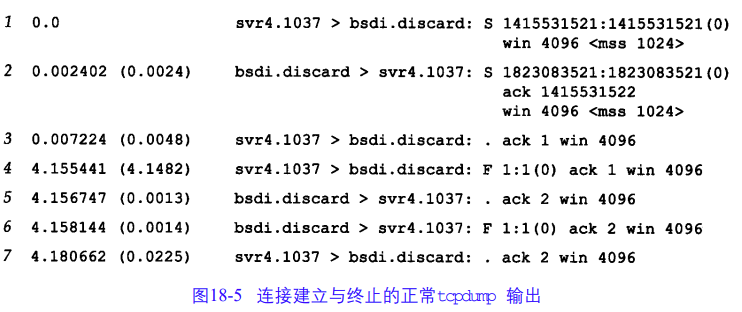 1 0.0 svr4.1037 > bsdi.discard: S 1415531521:1415531521(0)
win 4096 <mss 1024>
2 0.002402 (0.0024) bsdi.discard > svr4.1037: S 1823083521:1823083521(0)
ack 1415531522
win 4096 <mss 1024>
3 0.007224 (0.0048) svr4.1037 > bsdi.discard: . ack 1 win 4096
4 4.155441 (4.1482) svr4.1037 > bsdi.discard: F 1:1(0) ack 1 win 4096
5 4.156747 (0.0013) bsdi.discard > svr4.1037: . ack 2 win 4096
6 4.158144 (0.0014) bsdi.discard > svr4.1037: F 1:1(0) ack 2 win 4096
7 4.180662 (0.0225) svr4.1037 > bsdi.discard: . ack 2 win 4096
图18-5 连接建立与终止的正常tcpdump 输出